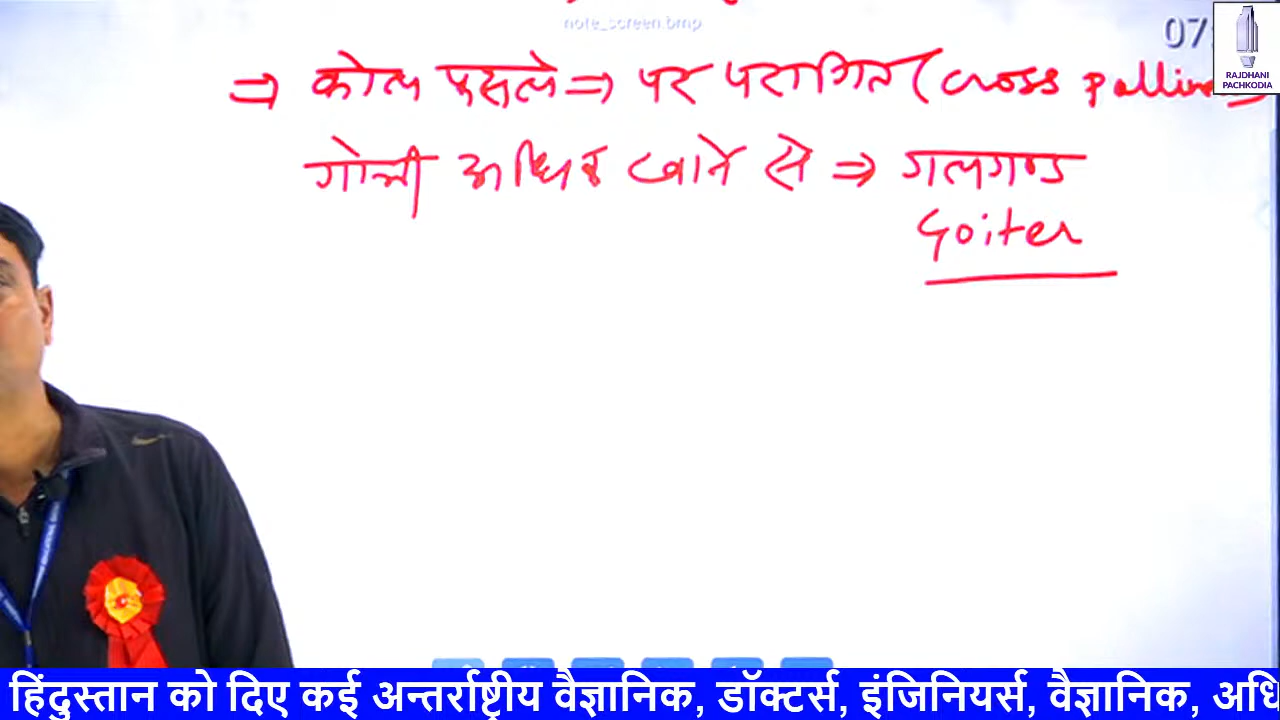 note_screen.bmp
07
RAJDHANI
PACHKODIA
⇒ कोल फसले ⇒ पर परागित (cross pollin
गोभी अधिक खाने से ⇒ गलगण्ड
Goiter
हिंदुस्तान को दिए कई अन्तर्राष्ट्रीय वैज्ञानिक, डॉक्टर्स, इंजिनियर्स, वैज्ञानिक, अधि